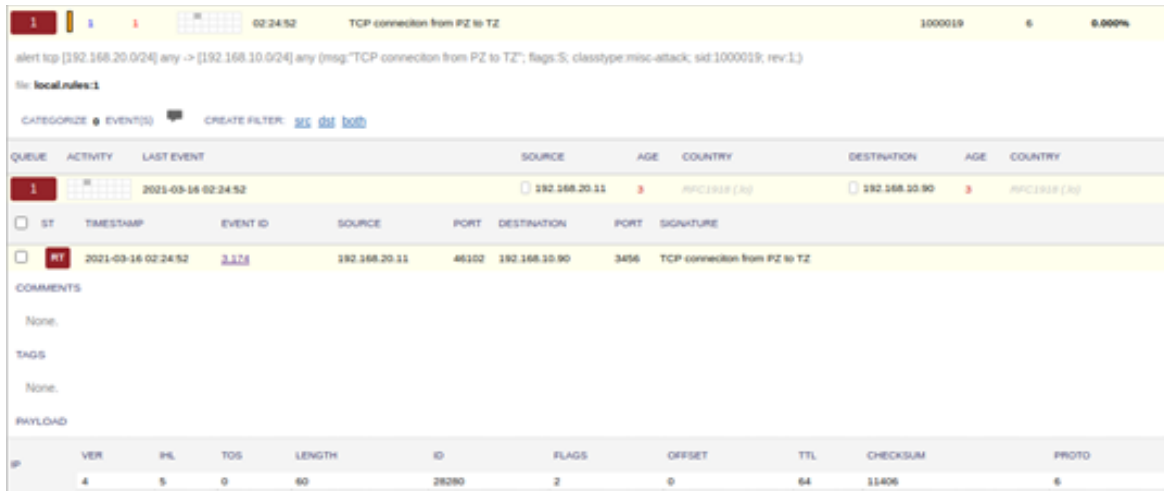 1 1 1 02:24:52 TCP conneciton from PZ to TZ 1000019 6 0.000%
alert tcp [192.168.20.0/24] any -> [192.168.10.0/24] any (msg:"TCP conneciton from PZ to TZ"; flags:S; classtype:misc-attack; sid:1000019; rev:1;)
file: local.rules:1
CATEGORIZE 0 EVENT(S) CREATE FILTER: src dst both
QUEUE ACTIVITY LAST EVENT SOURCE AGE COUNTRY DESTINATION AGE COUNTRY
1 2021-03-16 02:24:52 192.168.20.11 3 RFC1918 (.lo) 192.168.10.90 3 RFC1918 (.lo)
ST TIMESTAMP EVENT ID SOURCE PORT DESTINATION PORT SIGNATURE
RT 2021-03-16 02:24:52 3.174 192.168.20.11 46102 192.168.10.90 3456 TCP conneciton from PZ to TZ
COMMENTS
None.
TAGS
None.
PAYLOAD
IP VER IHL TOS LENGTH ID FLAGS OFFSET TTL CHECKSUM PROTO
4 5 0 60 28280 2 0 64 11406 6